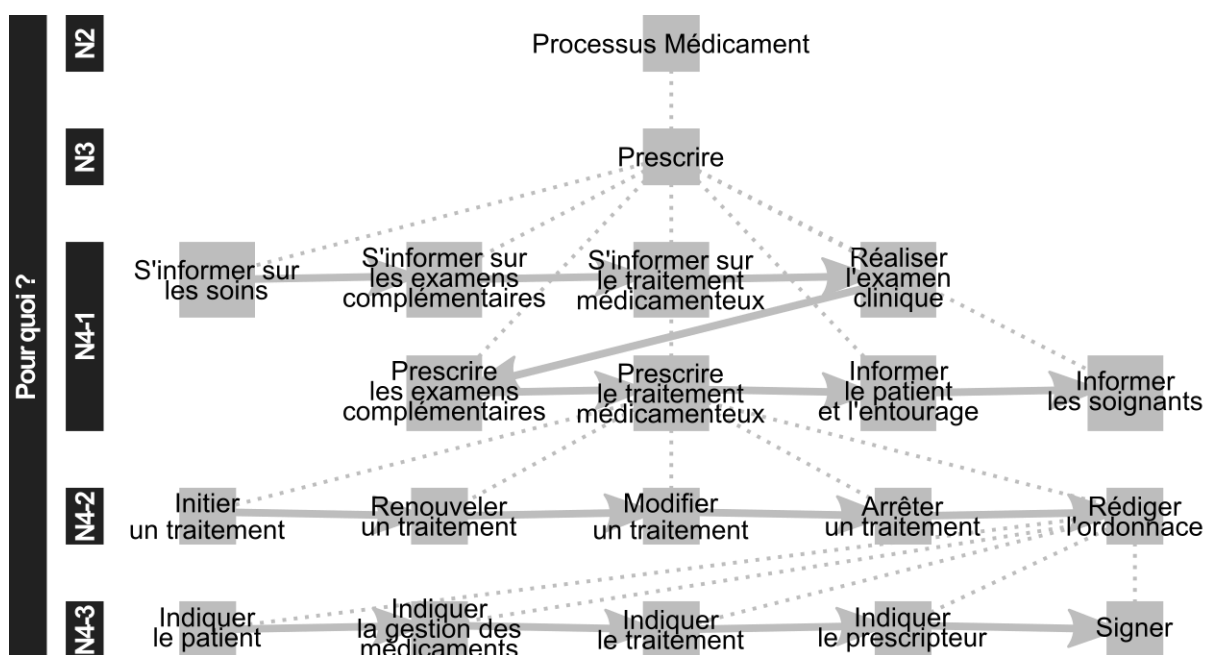 Pour quoi ?
N2
Processus Médicament
N3
Prescrire
N4-1
S'informer sur
les soins
S'informer sur
les examens
complémentaires
S'informer sur
le traitement
médicamenteux
Réaliser
l'examen
clinique
Prescrire
les examens
complémentaires
Prescrire
le traitement
médicamenteux
Informer
le patient
et l'entourage
Informer
les soignants
N4-2
Initier
un traitement
Renouveler
un traitement
Modifier
un traitement
Arrêter
un traitement
Rédiger
l'ordonnace
N4-3
Indiquer
le patient
Indiquer
la gestion des
médicaments
Indiquer
le traitement
Indiquer
le prescripteur
Signer